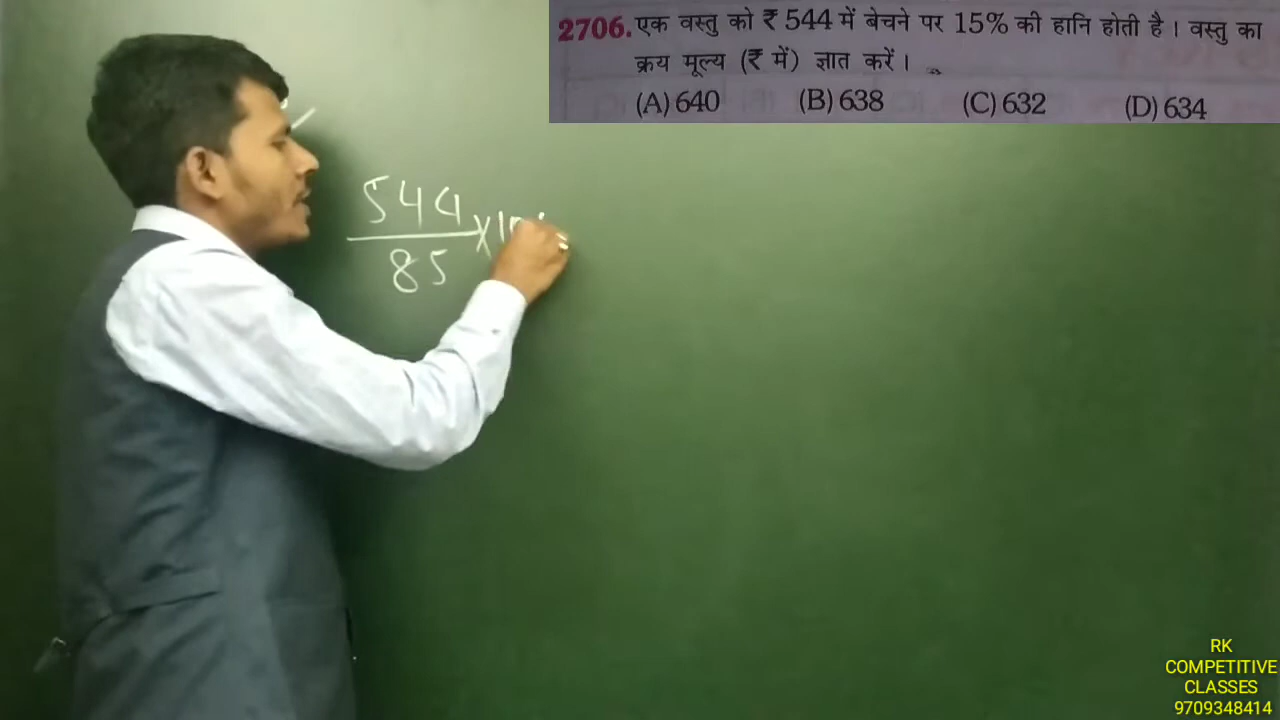 2706. एक वस्तु को ₹ 544 में बेचने पर 15% की हानि होती है । वस्तु का
क्रय मूल्य (₹ में) ज्ञात करें ।
(A) 640 (B) 638 (C) 632 (D) 634
544
85
RK
COMPETITIVE
CLASSES
9709348414